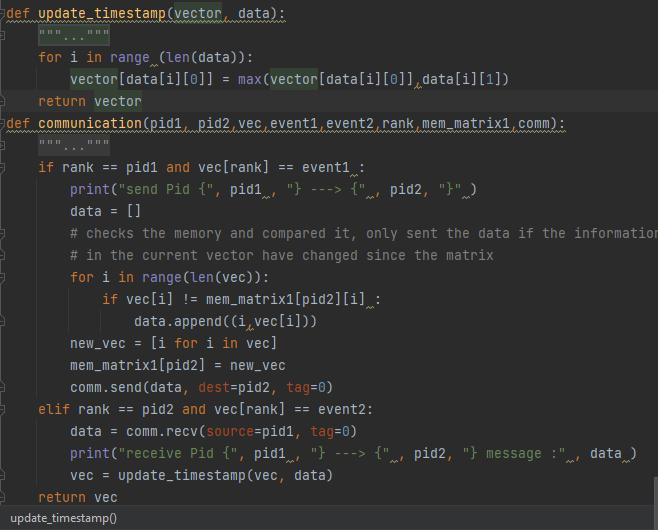 def update_timestamp(vector, data):
    """..."""
    for i in range (len(data)):
        vector[data[i][0]] = max(vector[data[i][0]],data[i][1])
    return vector
def communication(pid1, pid2,vec,event1,event2,rank,mem_matrix1,comm):
    """..."""
    if rank == pid1 and vec[rank] == event1 :
        print("send Pid {", pid1 , "} ---> {" , pid2, "}" )
        data = []
        # checks the memory and compared it, only sent the data if the information
        # in the current vector have changed since the matrix
        for i in range(len(vec)):
            if vec[i] != mem_matrix1[pid2][i] :
                data.append((i,vec[i]))
        new_vec = [i for i in vec]
        mem_matrix1[pid2] = new_vec
        comm.send(data, dest=pid2, tag=0)
    elif rank == pid2 and vec[rank] == event2:
        data = comm.recv(source=pid1, tag=0)
        print("receive Pid {", pid1 , "} ---> {" , pid2, "} message :" , data )
        vec = update_timestamp(vec, data)
    return vec
update_timestamp()